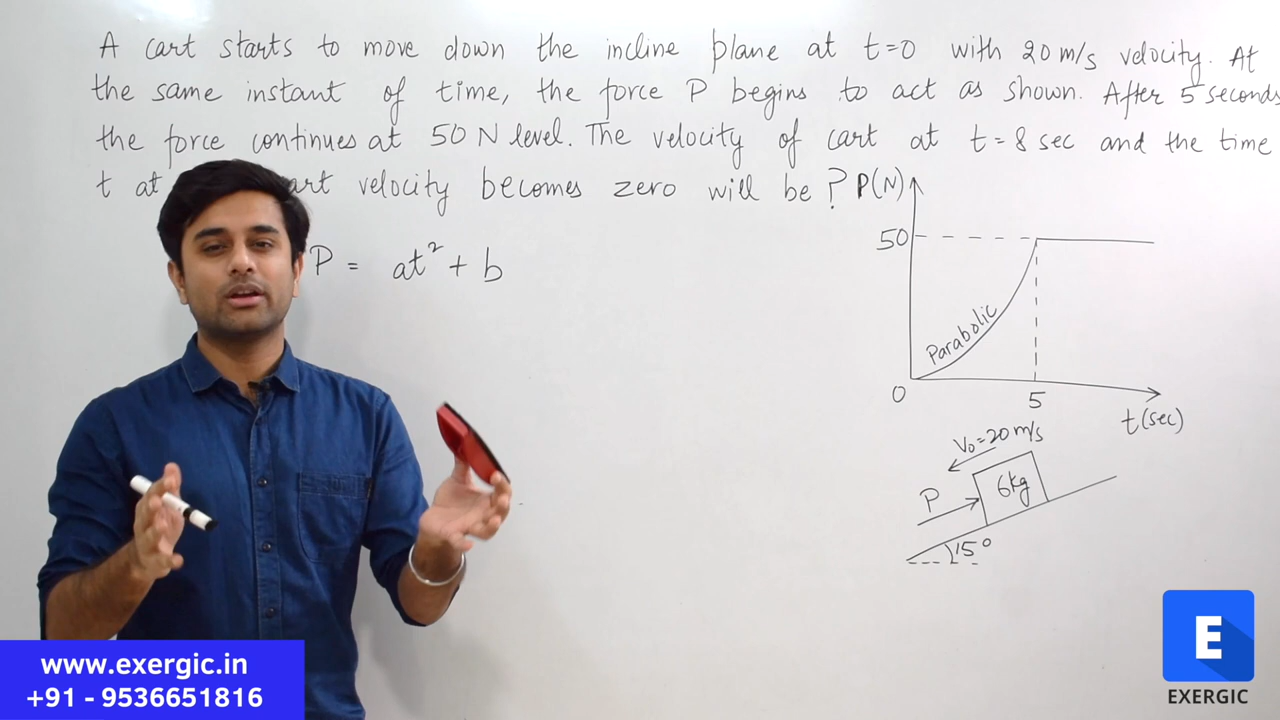 A cart starts to move down the incline plane at t=0 with 20 m/s velocity. At
the same instant of time, the force P begins to act as shown. After 5 seconds
the force continues at 50 N level. The velocity of cart at t=8 sec and the time
t at art velocity becomes zero will be ?
P = at² + b
P(N)
50
Parabolic
0
5
t(sec)
V₀=20m/s
P
6kg
15°
www.exergic.in
+91 - 9536651816
E
EXERGIC